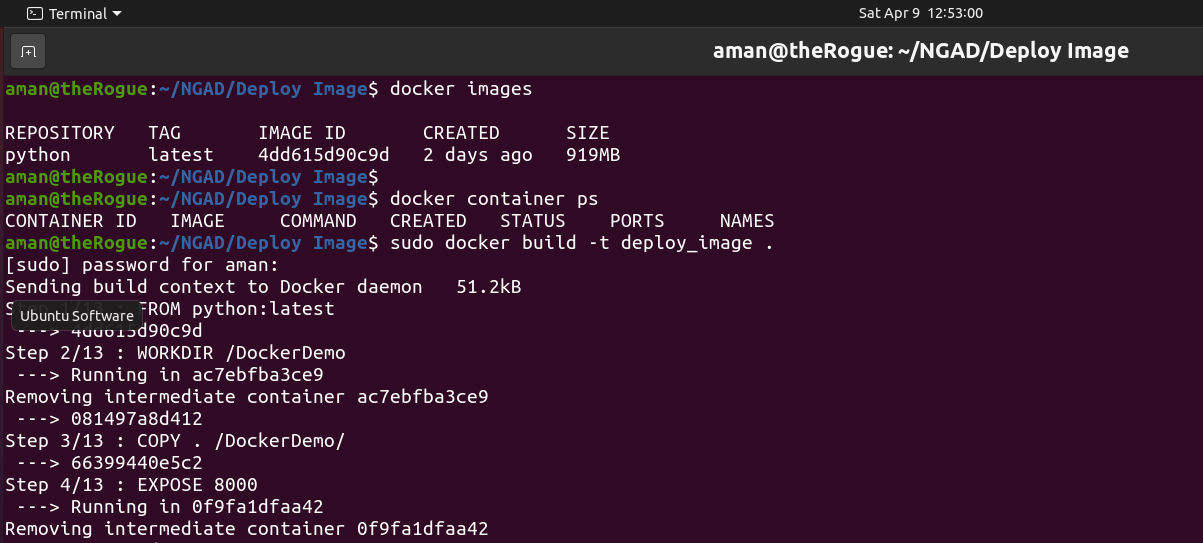 Terminal
Sat Apr 9 12:53:00
aman@theRogue: ~/NGAD/Deploy Image
aman@theRogue:~/NGAD/Deploy Image$ docker images
REPOSITORY TAG IMAGE ID CREATED SIZE
python latest 4dd615d90c9d 2 days ago 919MB
aman@theRogue:~/NGAD/Deploy Image$
aman@theRogue:~/NGAD/Deploy Image$ docker container ps
CONTAINER ID IMAGE COMMAND CREATED STATUS PORTS NAMES
aman@theRogue:~/NGAD/Deploy Image$ sudo docker build -t deploy_image .
[sudo] password for aman:
Sending build context to Docker daemon 51.2kB
FROM python:latest
Ubuntu Software
---> 4dd615d90c9d
Step 2/13 : WORKDIR /DockerDemo
---> Running in ac7ebfba3ce9
Removing intermediate container ac7ebfba3ce9
---> 081497a8d412
Step 3/13 : COPY . /DockerDemo/
---> 66399440e5c2
Step 4/13 : EXPOSE 8000
---> Running in 0f9fa1dfaa42
Removing intermediate container 0f9fa1dfaa42